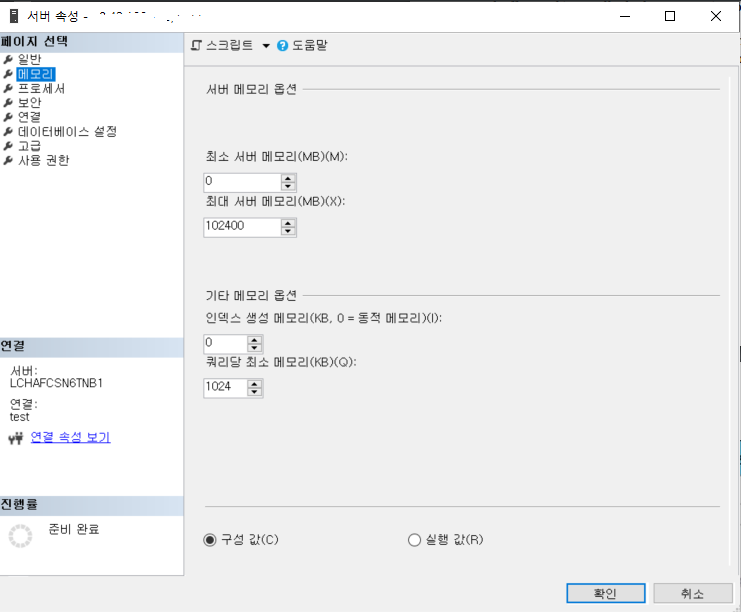 서버 속성 -
페이지 선택
일반
메모리
프로세서
보안
연결
데이터베이스 설정
고급
사용 권한
연결
서버:
LCHAFCSN6TNB1
연결:
test
연결 속성 보기
진행률
준비 완료
스크립트 도움말
서버 메모리 옵션
최소 서버 메모리(MB)(M):
0
최대 서버 메모리(MB)(X):
102400
기타 메모리 옵션
인덱스 생성 메모리(KB, 0 = 동적 메모리)(I):
0
쿼리당 최소 메모리(KB)(Q):
1024
구성 값(C) 실행 값(R)
확인 취소